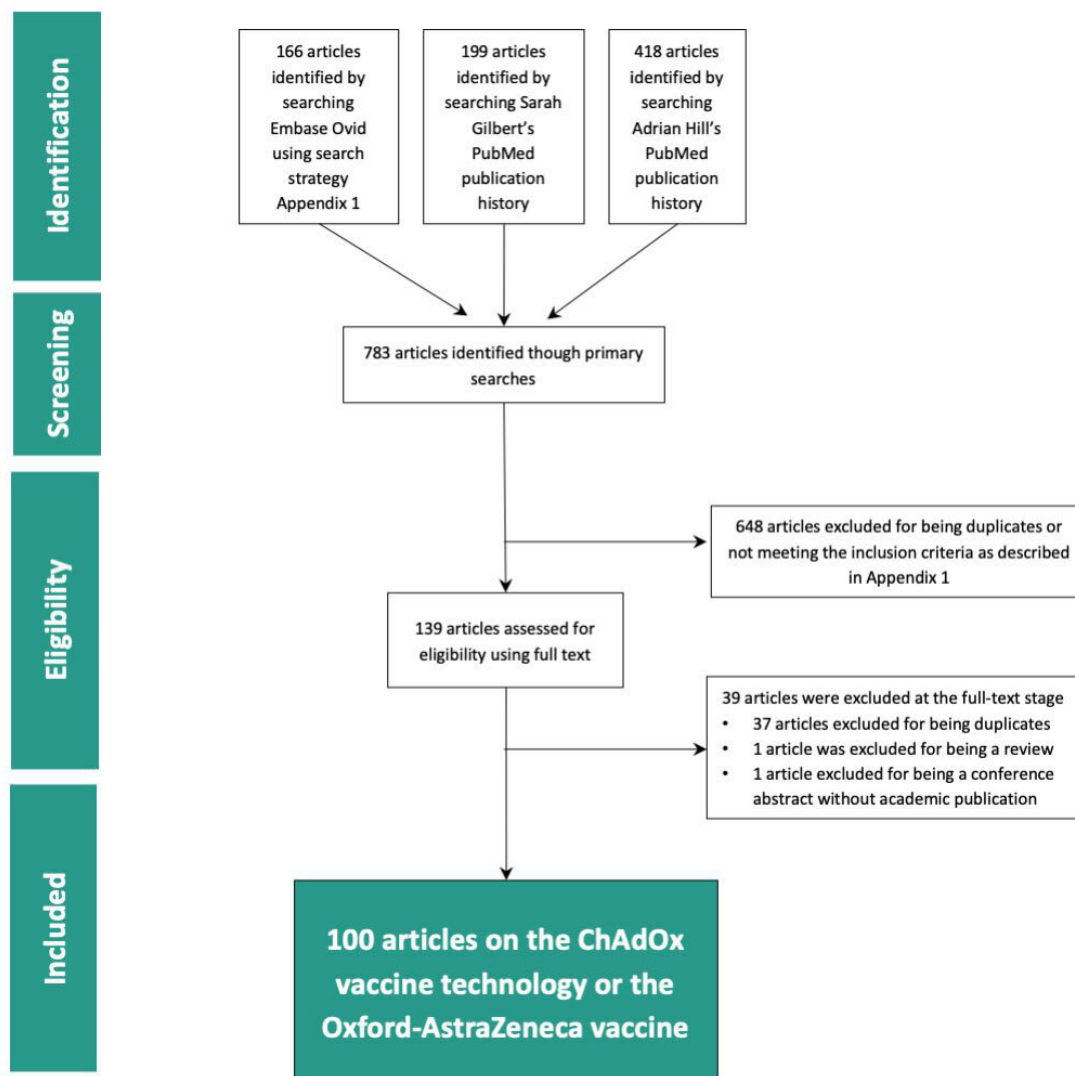 Identification
166 articles
identified by
searching
Embase Ovid
using search
strategy
Appendix 1
199 articles
identified by
searching Sarah
Gilbert's
PubMed
publication
history
418 articles
identified by
searching
Adrian Hill's
PubMed
publication
history
Screening
783 articles identified though primary
searches
Eligibility
648 articles excluded for being duplicates or
not meeting the inclusion criteria as described
in Appendix 1
139 articles assessed for
eligibility using full text
39 articles were excluded at the full-text stage
• 37 articles excluded for being duplicates
• 1 article was excluded for being a review
• 1 article excluded for being a conference
abstract without academic publication
Included
100 articles on the ChAdOx
vaccine technology or the
Oxford-AstraZeneca vaccine